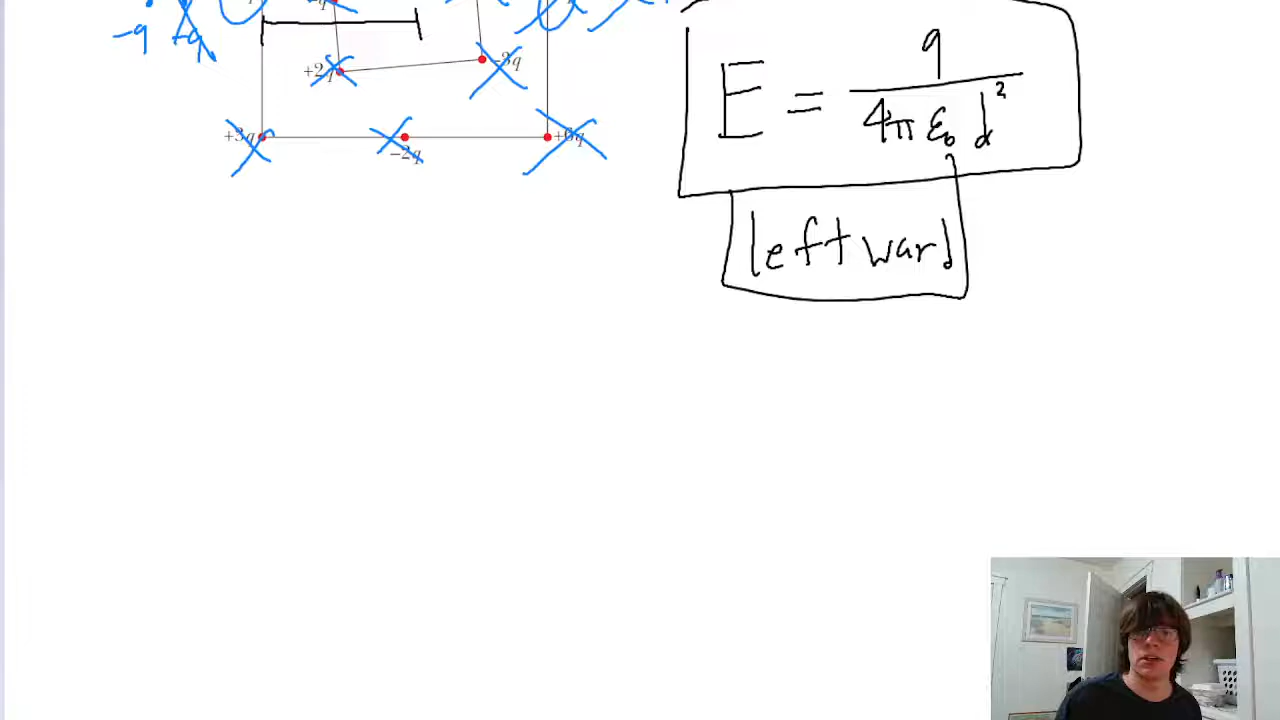 -q +q
+2q
-3q
+3q
-2q
+6q
E = q / 4πε₀d²
leftward